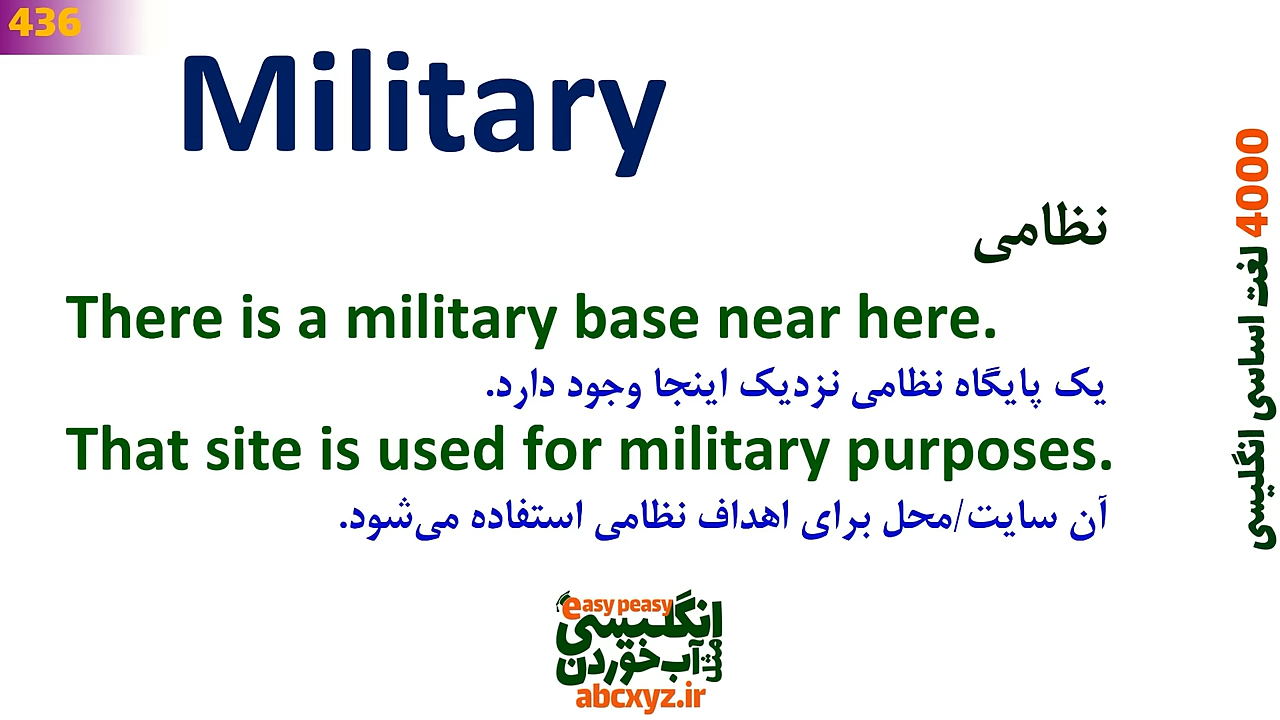 436
Military
نظامی
There is a military base near here.
یک پایگاه نظامی نزدیک اینجا وجود دارد.
That site is used for military purposes.
آن سایت/محل برای اهداف نظامی استفاده می‌شود.
4000 لغت اساسی انگلیسی
easy peasy
انگلیسی
مثل آب خوردن
abcxyz.ir